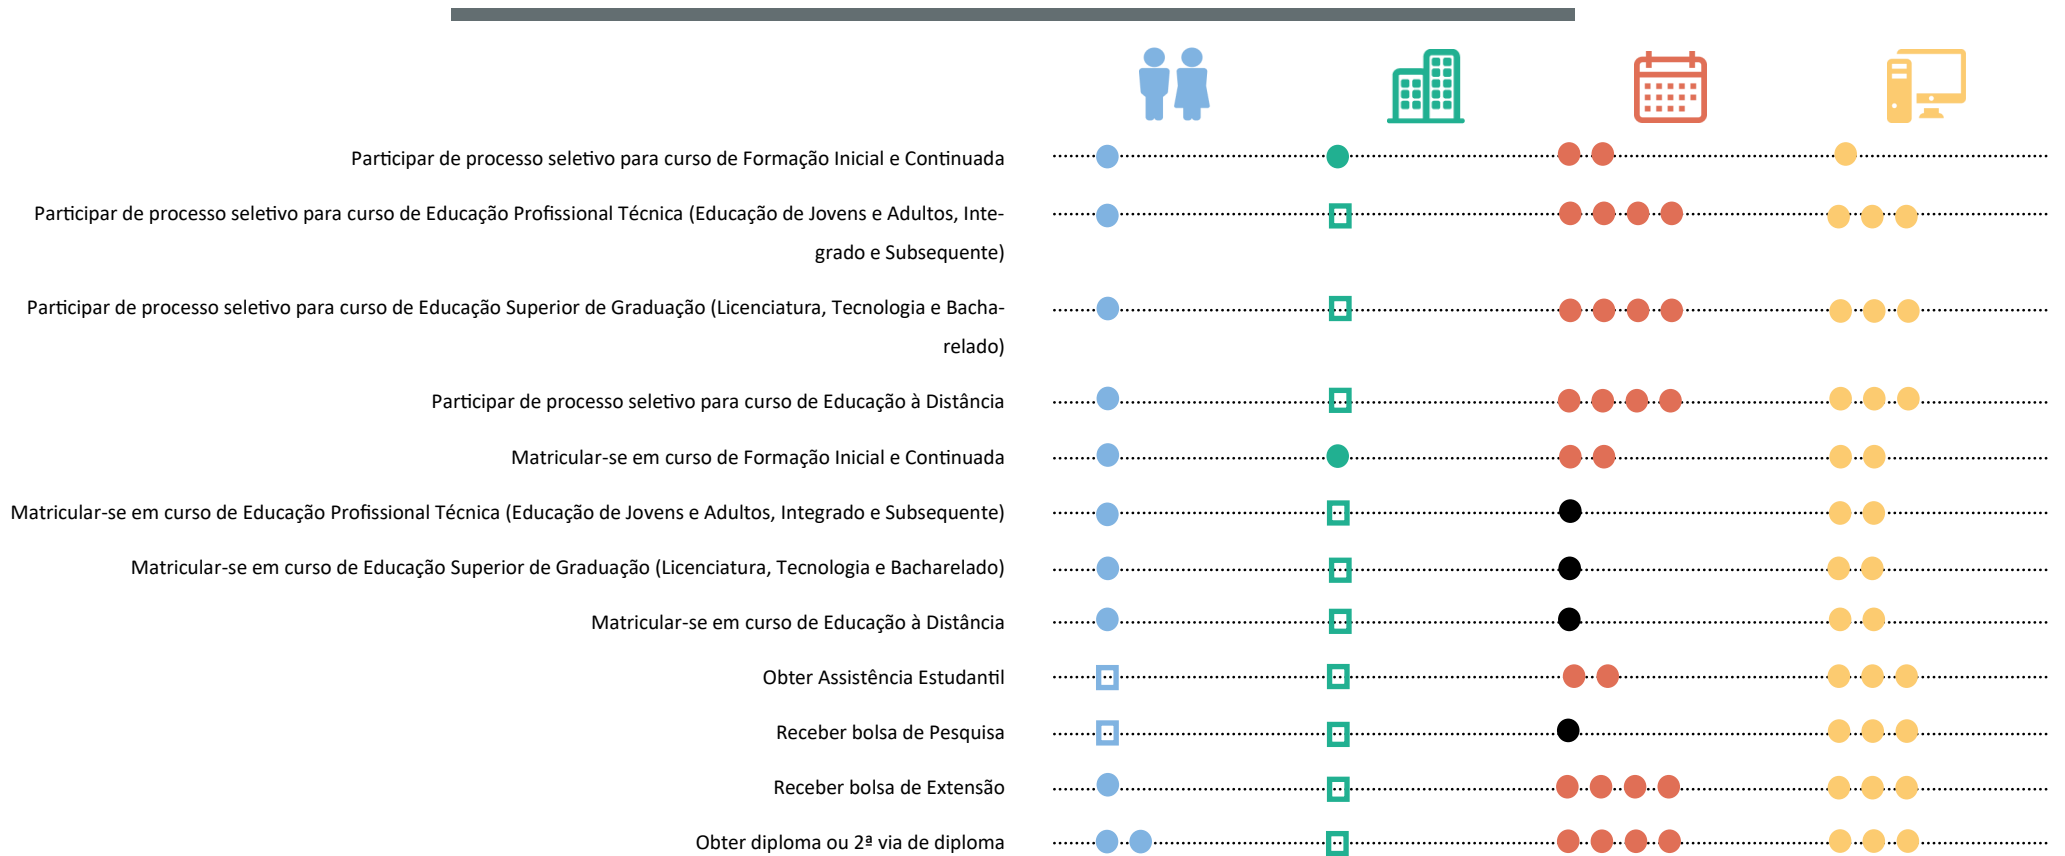 Participar de processo seletivo para curso de Formação Inicial e Continuada
Participar de processo seletivo para curso de Educação Profissional Técnica (Educação de Jovens e Adultos, Inte-
grado e Subsequente)
Participar de processo seletivo para curso de Educação Superior de Graduação (Licenciatura, Tecnologia e Bacha-
relado)
Participar de processo seletivo para curso de Educação à Distância
Matricular-se em curso de Formação Inicial e Continuada
Matricular-se em curso de Educação Profissional Técnica (Educação de Jovens e Adultos, Integrado e Subsequente)
Matricular-se em curso de Educação Superior de Graduação (Licenciatura, Tecnologia e Bacharelado)
Matricular-se em curso de Educação à Distância
Obter Assistência Estudantil
Receber bolsa de Pesquisa
Receber bolsa de Extensão
Obter diploma ou 2ª via de diploma